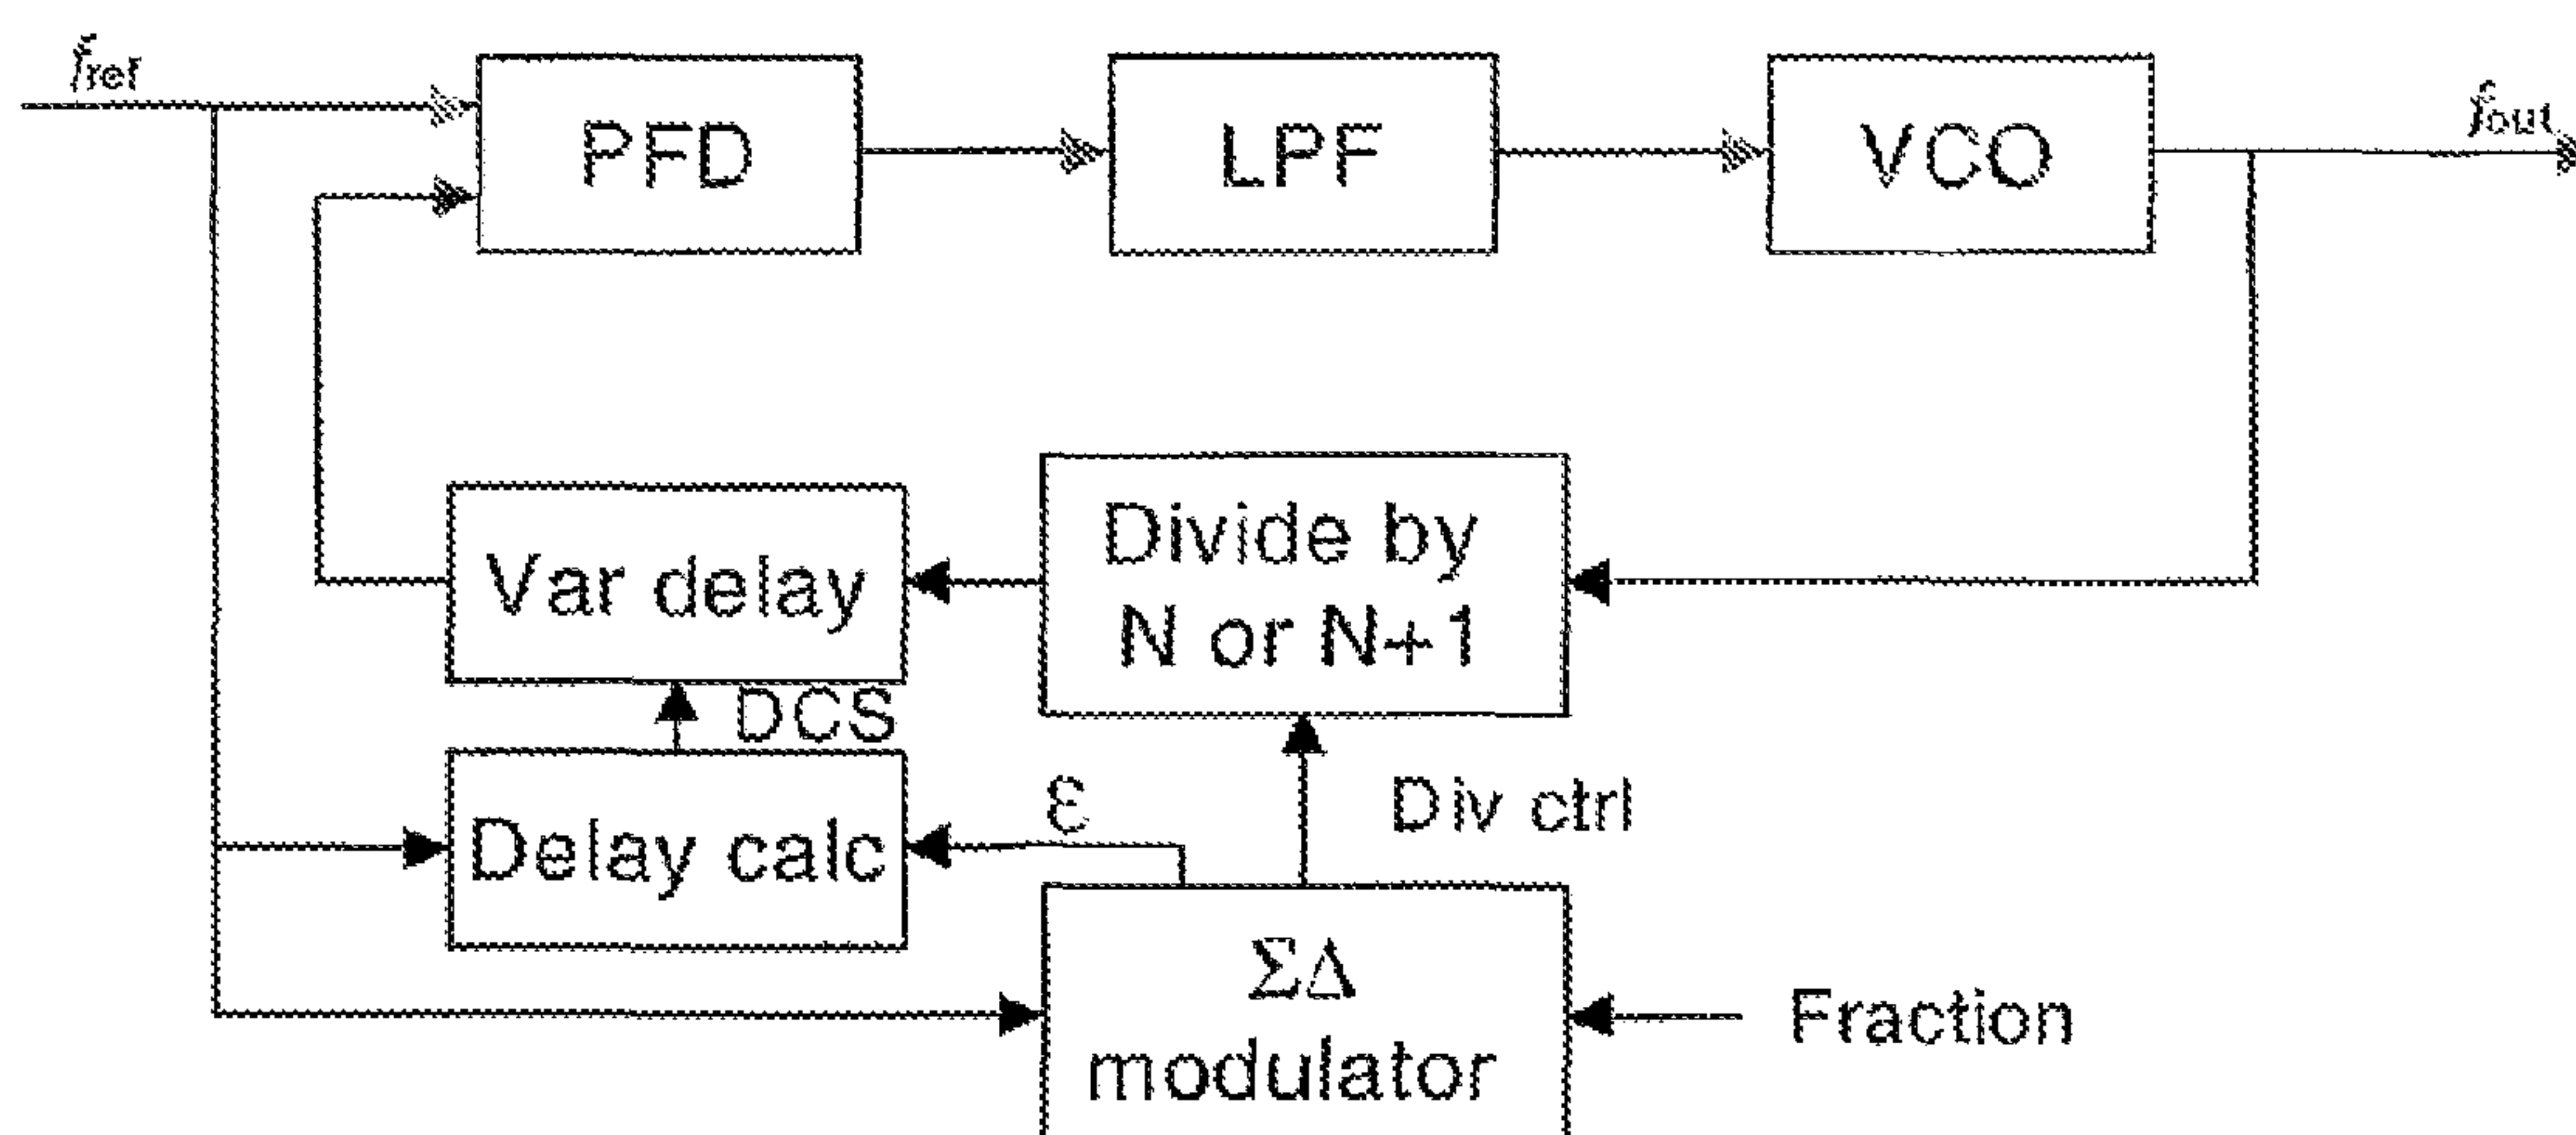 fref
PFD
LPF
VCO
fout
Var delay
Divide by
N or N+1
DCS
Delay calc
ε
Div ctrl
ΣΔ
modulator
Fraction